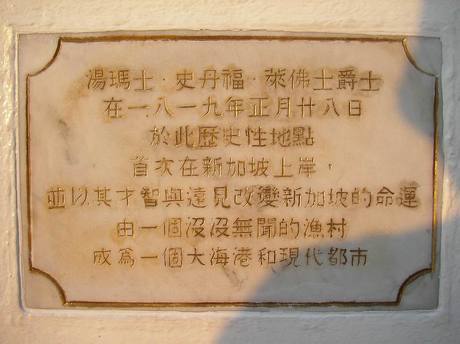 湯瑪士·史丹福·萊佛士爵士
在一八一九年正月廿八日
於此歷史性地點
首次在新加坡上岸，
並以其才智與遠見改變新加坡的命運
由一個沒沒無聞的漁村
成爲一個大海港和現代都市